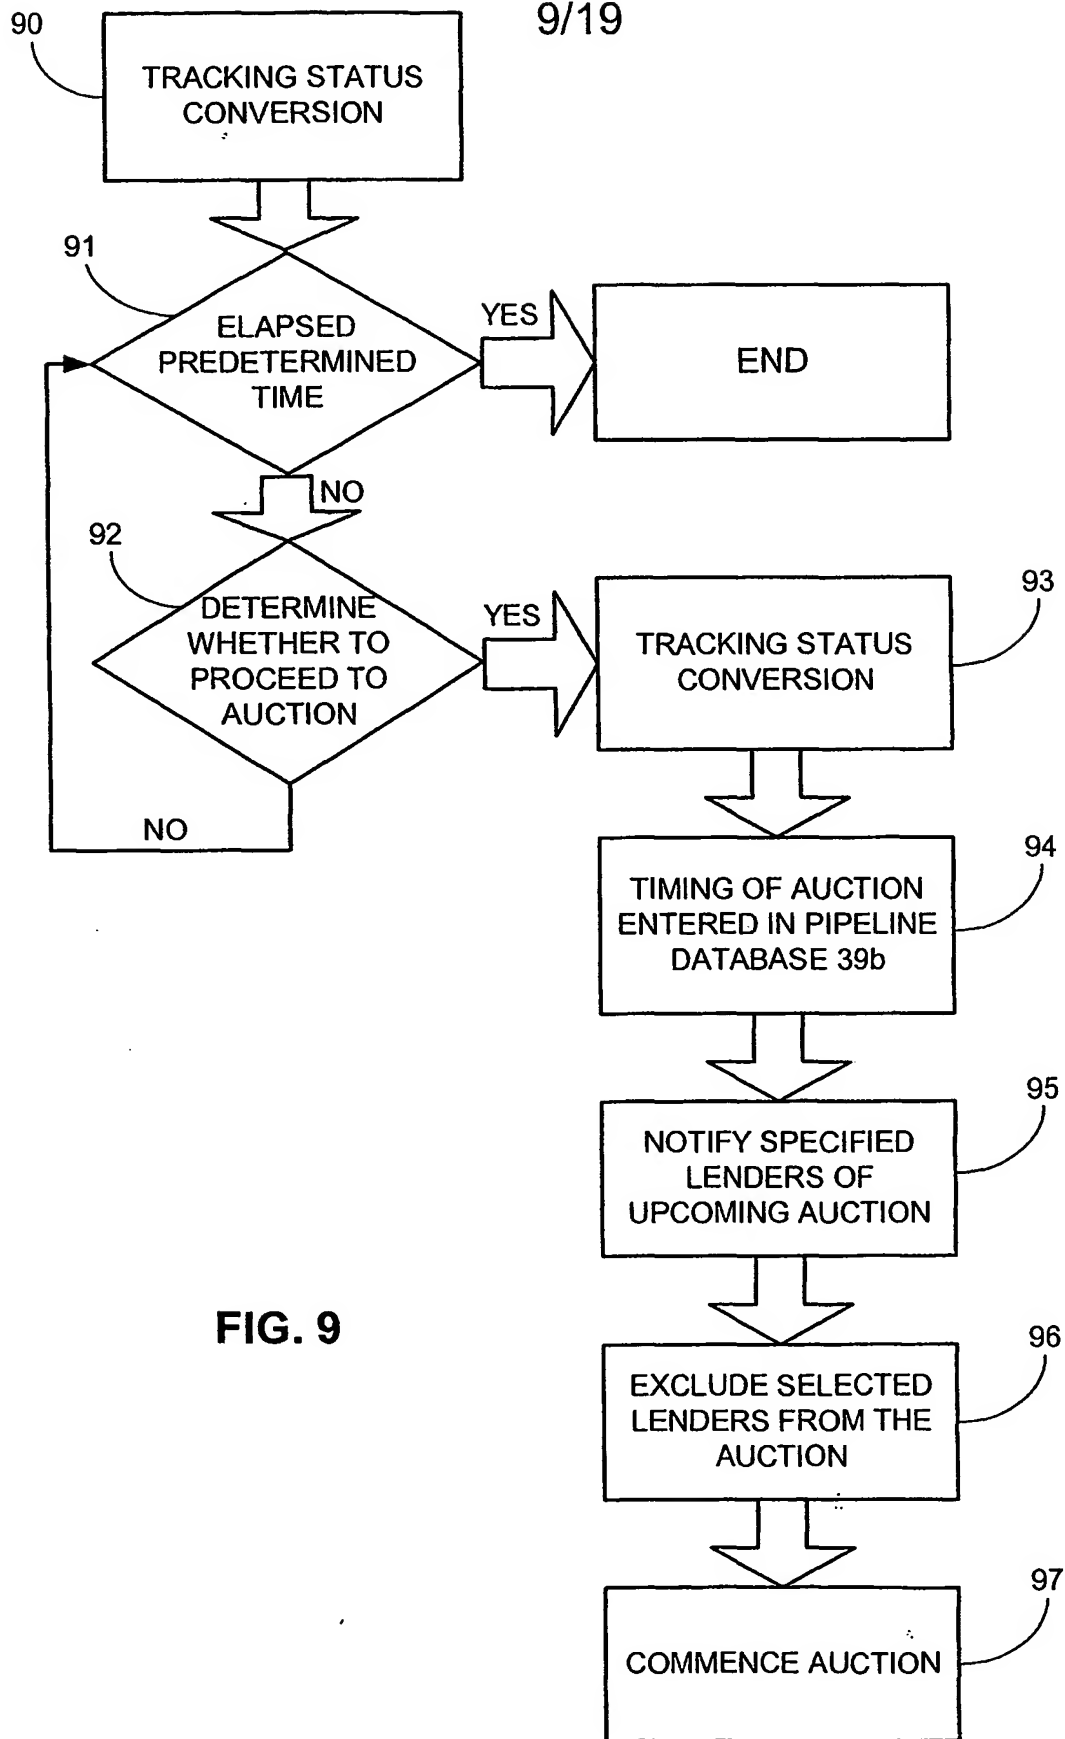 9/19
90
TRACKING STATUS
CONVERSION
91
ELAPSED
PREDETERMINED
TIME
YES
END
NO
92
DETERMINE
WHETHER TO
PROCEED TO
AUCTION
YES
NO
93
TRACKING STATUS
CONVERSION
94
TIMING OF AUCTION
ENTERED IN PIPELINE
DATABASE 39b
95
NOTIFY SPECIFIED
LENDERS OF
UPCOMING AUCTION
96
EXCLUDE SELECTED
LENDERS FROM THE
AUCTION
97
COMMENCE AUCTION
FIG. 9